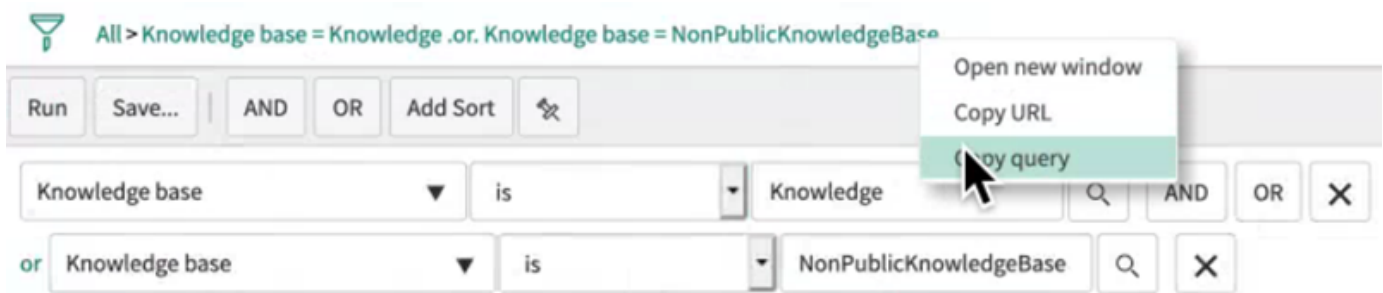 All > Knowledge base = Knowledge .or. Knowledge base = NonPublicKnowledgeBase
Open new window
Run Save... AND OR Add Sort
Copy URL
Copy query
Knowledge base is Knowledge AND OR
or Knowledge base is NonPublicKnowledgeBase